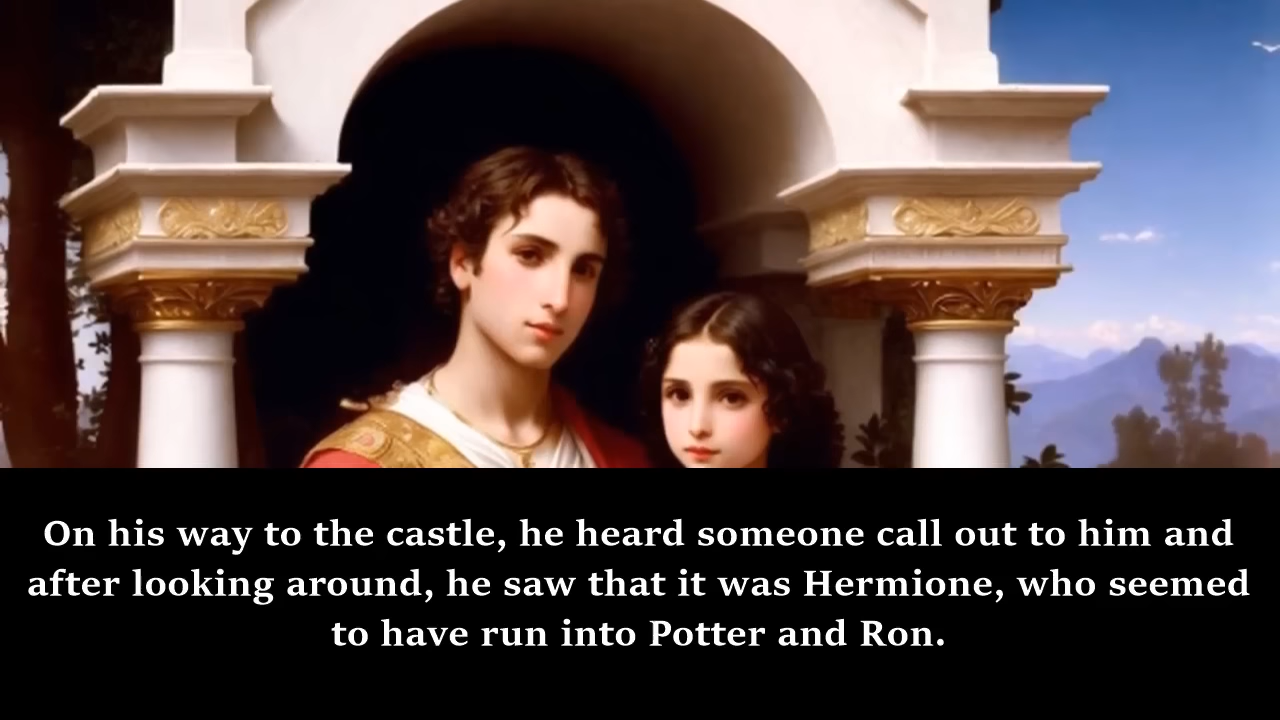 On his way to the castle, he heard someone call out to him and
after looking around, he saw that it was Hermione, who seemed
to have run into Potter and Ron.